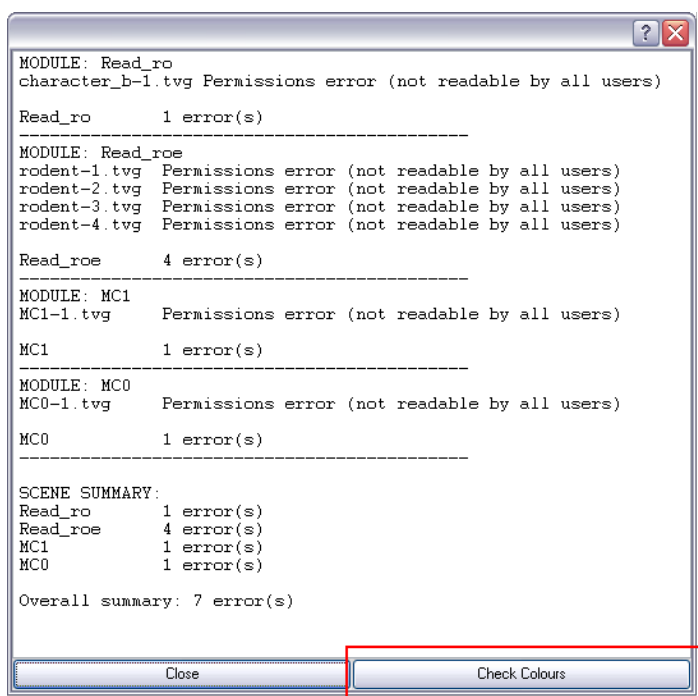 ?
MODULE: Read_ro
character_b-1.tvg Permissions error (not readable by all users)
Read_ro 1 error(s)
--------------------------------------------------
MODULE: Read_roe
rodent-1.tvg Permissions error (not readable by all users)
rodent-2.tvg Permissions error (not readable by all users)
rodent-3.tvg Permissions error (not readable by all users)
rodent-4.tvg Permissions error (not readable by all users)
Read_roe 4 error(s)
--------------------------------------------------
MODULE: MC1
MC1-1.tvg Permissions error (not readable by all users)
MC1 1 error(s)
--------------------------------------------------
MODULE: MC0
MC0-1.tvg Permissions error (not readable by all users)
MC0 1 error(s)
--------------------------------------------------
SCENE SUMMARY:
Read_ro 1 error(s)
Read_roe 4 error(s)
MC1 1 error(s)
MC0 1 error(s)
Overall summary: 7 error(s)
Close Check Colours